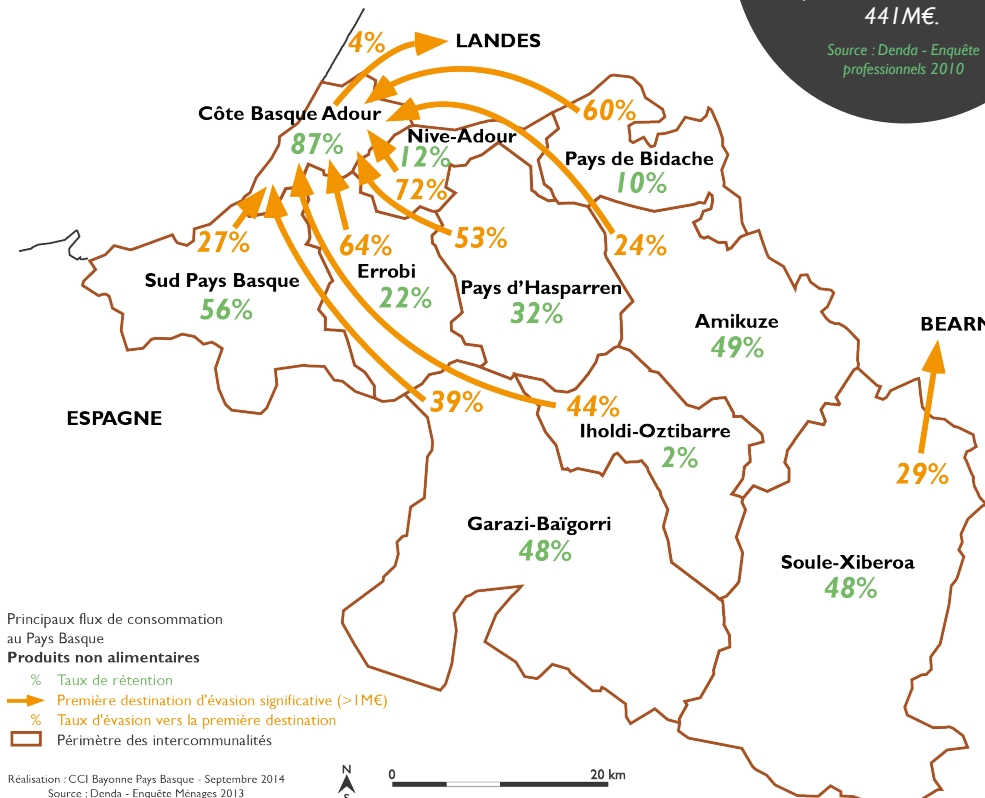 441M€.
Source : Denda - Enquête
professionnels 2010
4%
LANDES
Côte Basque Adour
87%
60%
Nive-Adour
12%
72%
Pays de Bidache
10%
27%
64%
53%
24%
Sud Pays Basque
56%
Errobi
22%
Pays d'Hasparren
32%
Amikuze
49%
BEARN
ESPAGNE
39%
44%
Iholdi-Oztibarre
2%
29%
Garazi-Baïgorri
48%
Soule-Xiberoa
48%
Principaux flux de consommation
au Pays Basque
Produits non alimentaires
% Taux de rétention
Première destination d'évasion significative (>1M€)
% Taux d'évasion vers la première destination
Périmètre des intercommunalités
Réalisation : CCI Bayonne Pays Basque - Septembre 2014
Source : Denda - Enquête Ménages 2013
N
S
0
20 km